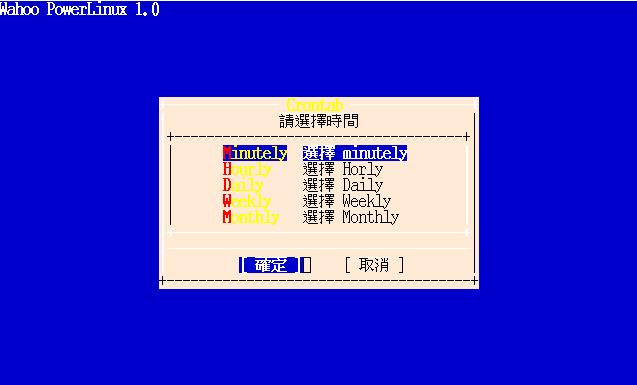 Wahoo PowerLinux 1.0
Crontab
請選擇時間
Minutely 選擇 minutely
Hourly 選擇 Horly
Daily 選擇 Daily
Weekly 選擇 Weekly
Monthly 選擇 Monthly
[ 確定 ] [ 取消 ]